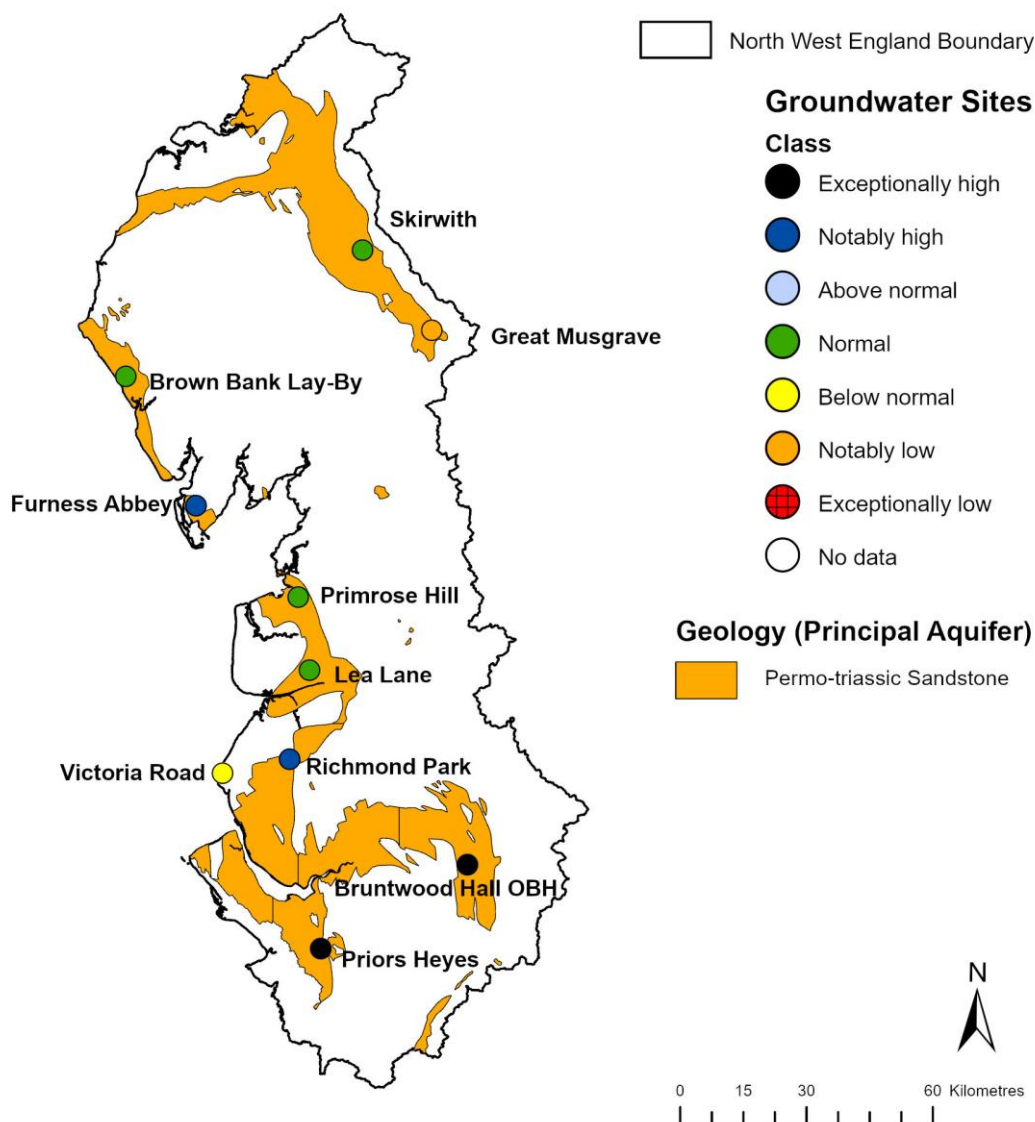 North West England Boundary
Groundwater Sites
Class
Exceptionally high
Notably high
Above normal
Normal
Below normal
Notably low
Exceptionally low
No data
Geology (Principal Aquifer)
Permo-triassic Sandstone
Skirwith
Great Musgrave
Brown Bank Lay-By
Furness Abbey
Primrose Hill
Lea Lane
Victoria Road
Richmond Park
Bruntwood Hall OBH
Priors Heyes
N
0 15 30 60 Kilometres